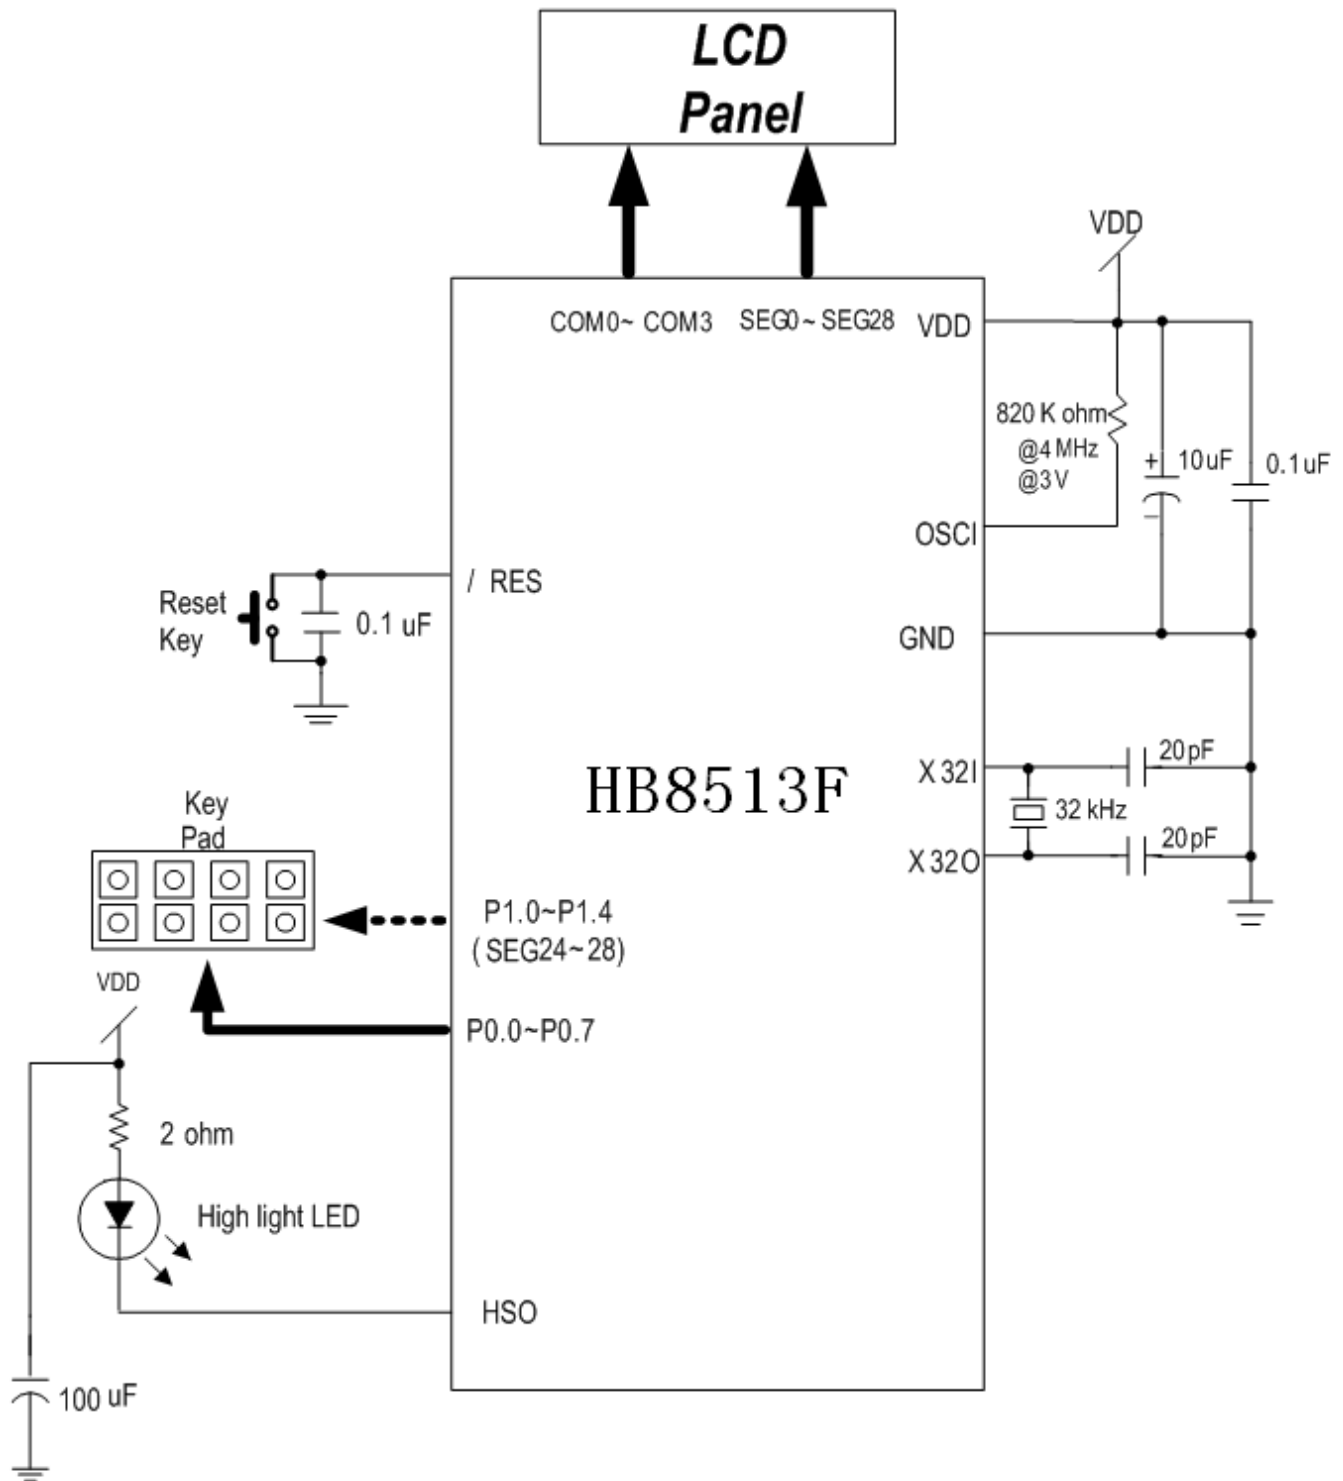 LCD
Panel
VDD
COM0~ COM3
SEG0~SEG28
VDD
820 K ohm
@4 MHz
@3 V
+
10uF
0.1uF
−
OSCI
/ RES
Reset
Key
0.1 uF
GND
HB8513F
X32I
20pF
32 kHz
X32O
20pF
Key
Pad
P1.0~P1.4
(SEG24~28)
VDD
P0.0~P0.7
2 ohm
High light LED
HSO
100 uF